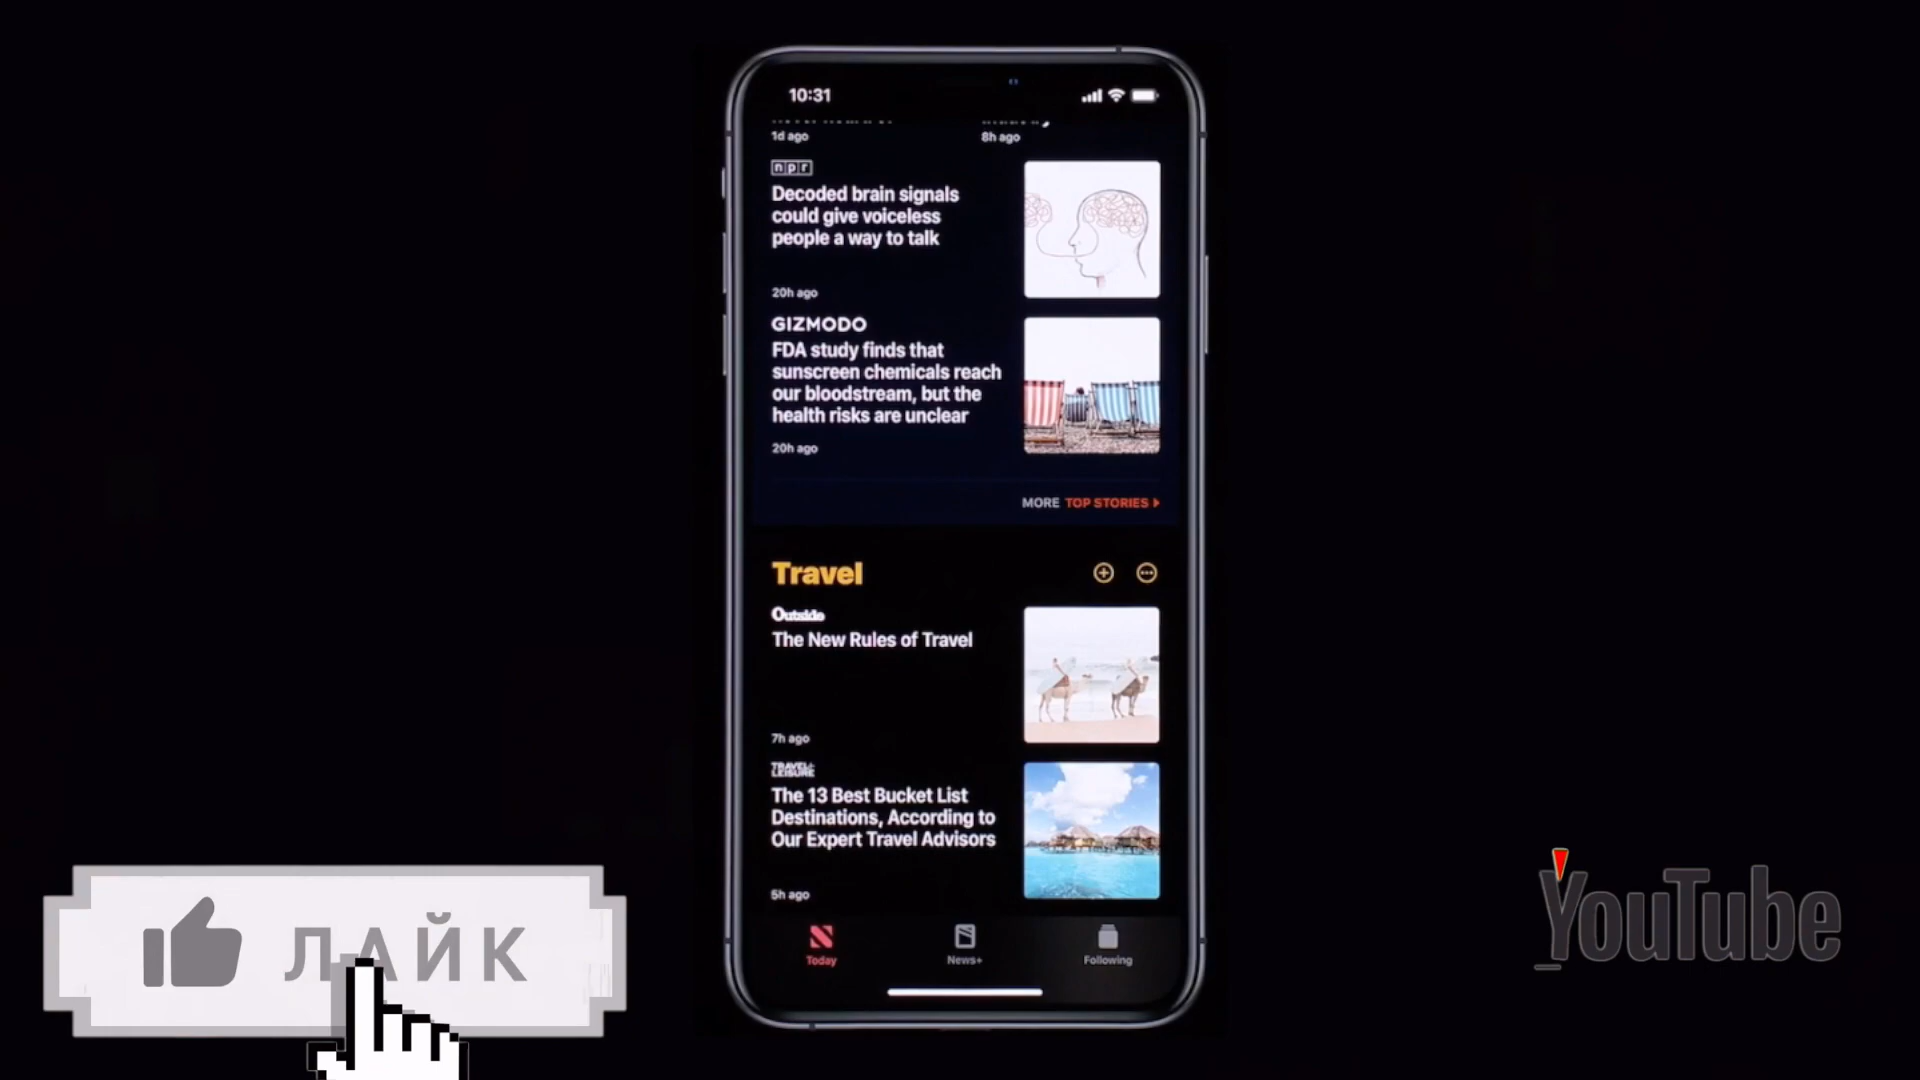 10:31
1d ago
8h ago
npr
Decoded brain signals
could give voiceless
people a way to talk
20h ago
GIZMODO
FDA study finds that
sunscreen chemicals reach
our bloodstream, but the
health risks are unclear
20h ago
MORE TOP STORIES
Travel
Outside
The New Rules of Travel
7h ago
TRAVEL+
LEISURE
The 13 Best Bucket List
Destinations, According to
Our Expert Travel Advisors
5h ago
Today
News+
Following
ЛАЙК
YouTube